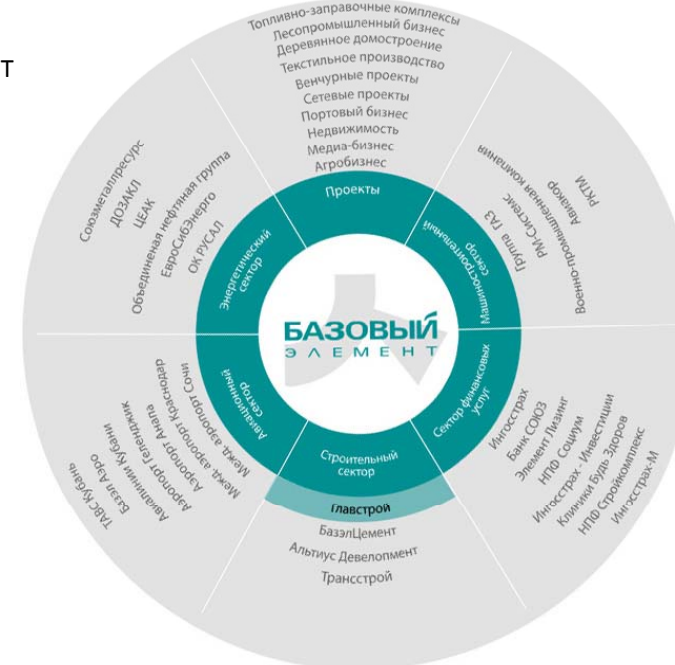 т
Топливно-заправочные комплексы
Лесопромышленный бизнес
Деревянное домостроение
Текстильное производство
Венчурные проекты
Сетевые проекты
Портовый бизнес
Недвижимость
Медиа-бизнес
Агробизнес
Проекты
Машиностроительный
сектор
Группа ГАЗ
РМ-Системс
Военно-промышленная компания
Авиакор
РКТМ
Сектор финансовых
услуг
Ингосстрах
Банк СОЮЗ
Элемент Лизинг
НПФ Социум
Ингосстрах - Инвестиции
Клиники Будь Здоров
НПФ Стройкомплекс
Ингосстрах-М
Строительный
сектор
главстрой
БазэлЦемент
Альтиус Девелопмент
Трансстрой
Авиационный
сектор
Межд. аэропорт Сочи
Межд. аэропорт Краснодар
Аэропорт Анапа
Аэропорт Геленджик
Авиалинии Кубани
Базэл Аэро
ТАВС Кубань
Энергетический
сектор
ОК РУСАЛ
ЕвроСибЭнерго
Объединеная нефтяная группа
ЦЕАК
ДОЗАКЛ
Союзметаллресурс
БАЗОВЫЙ
ЭЛЕМЕНТ